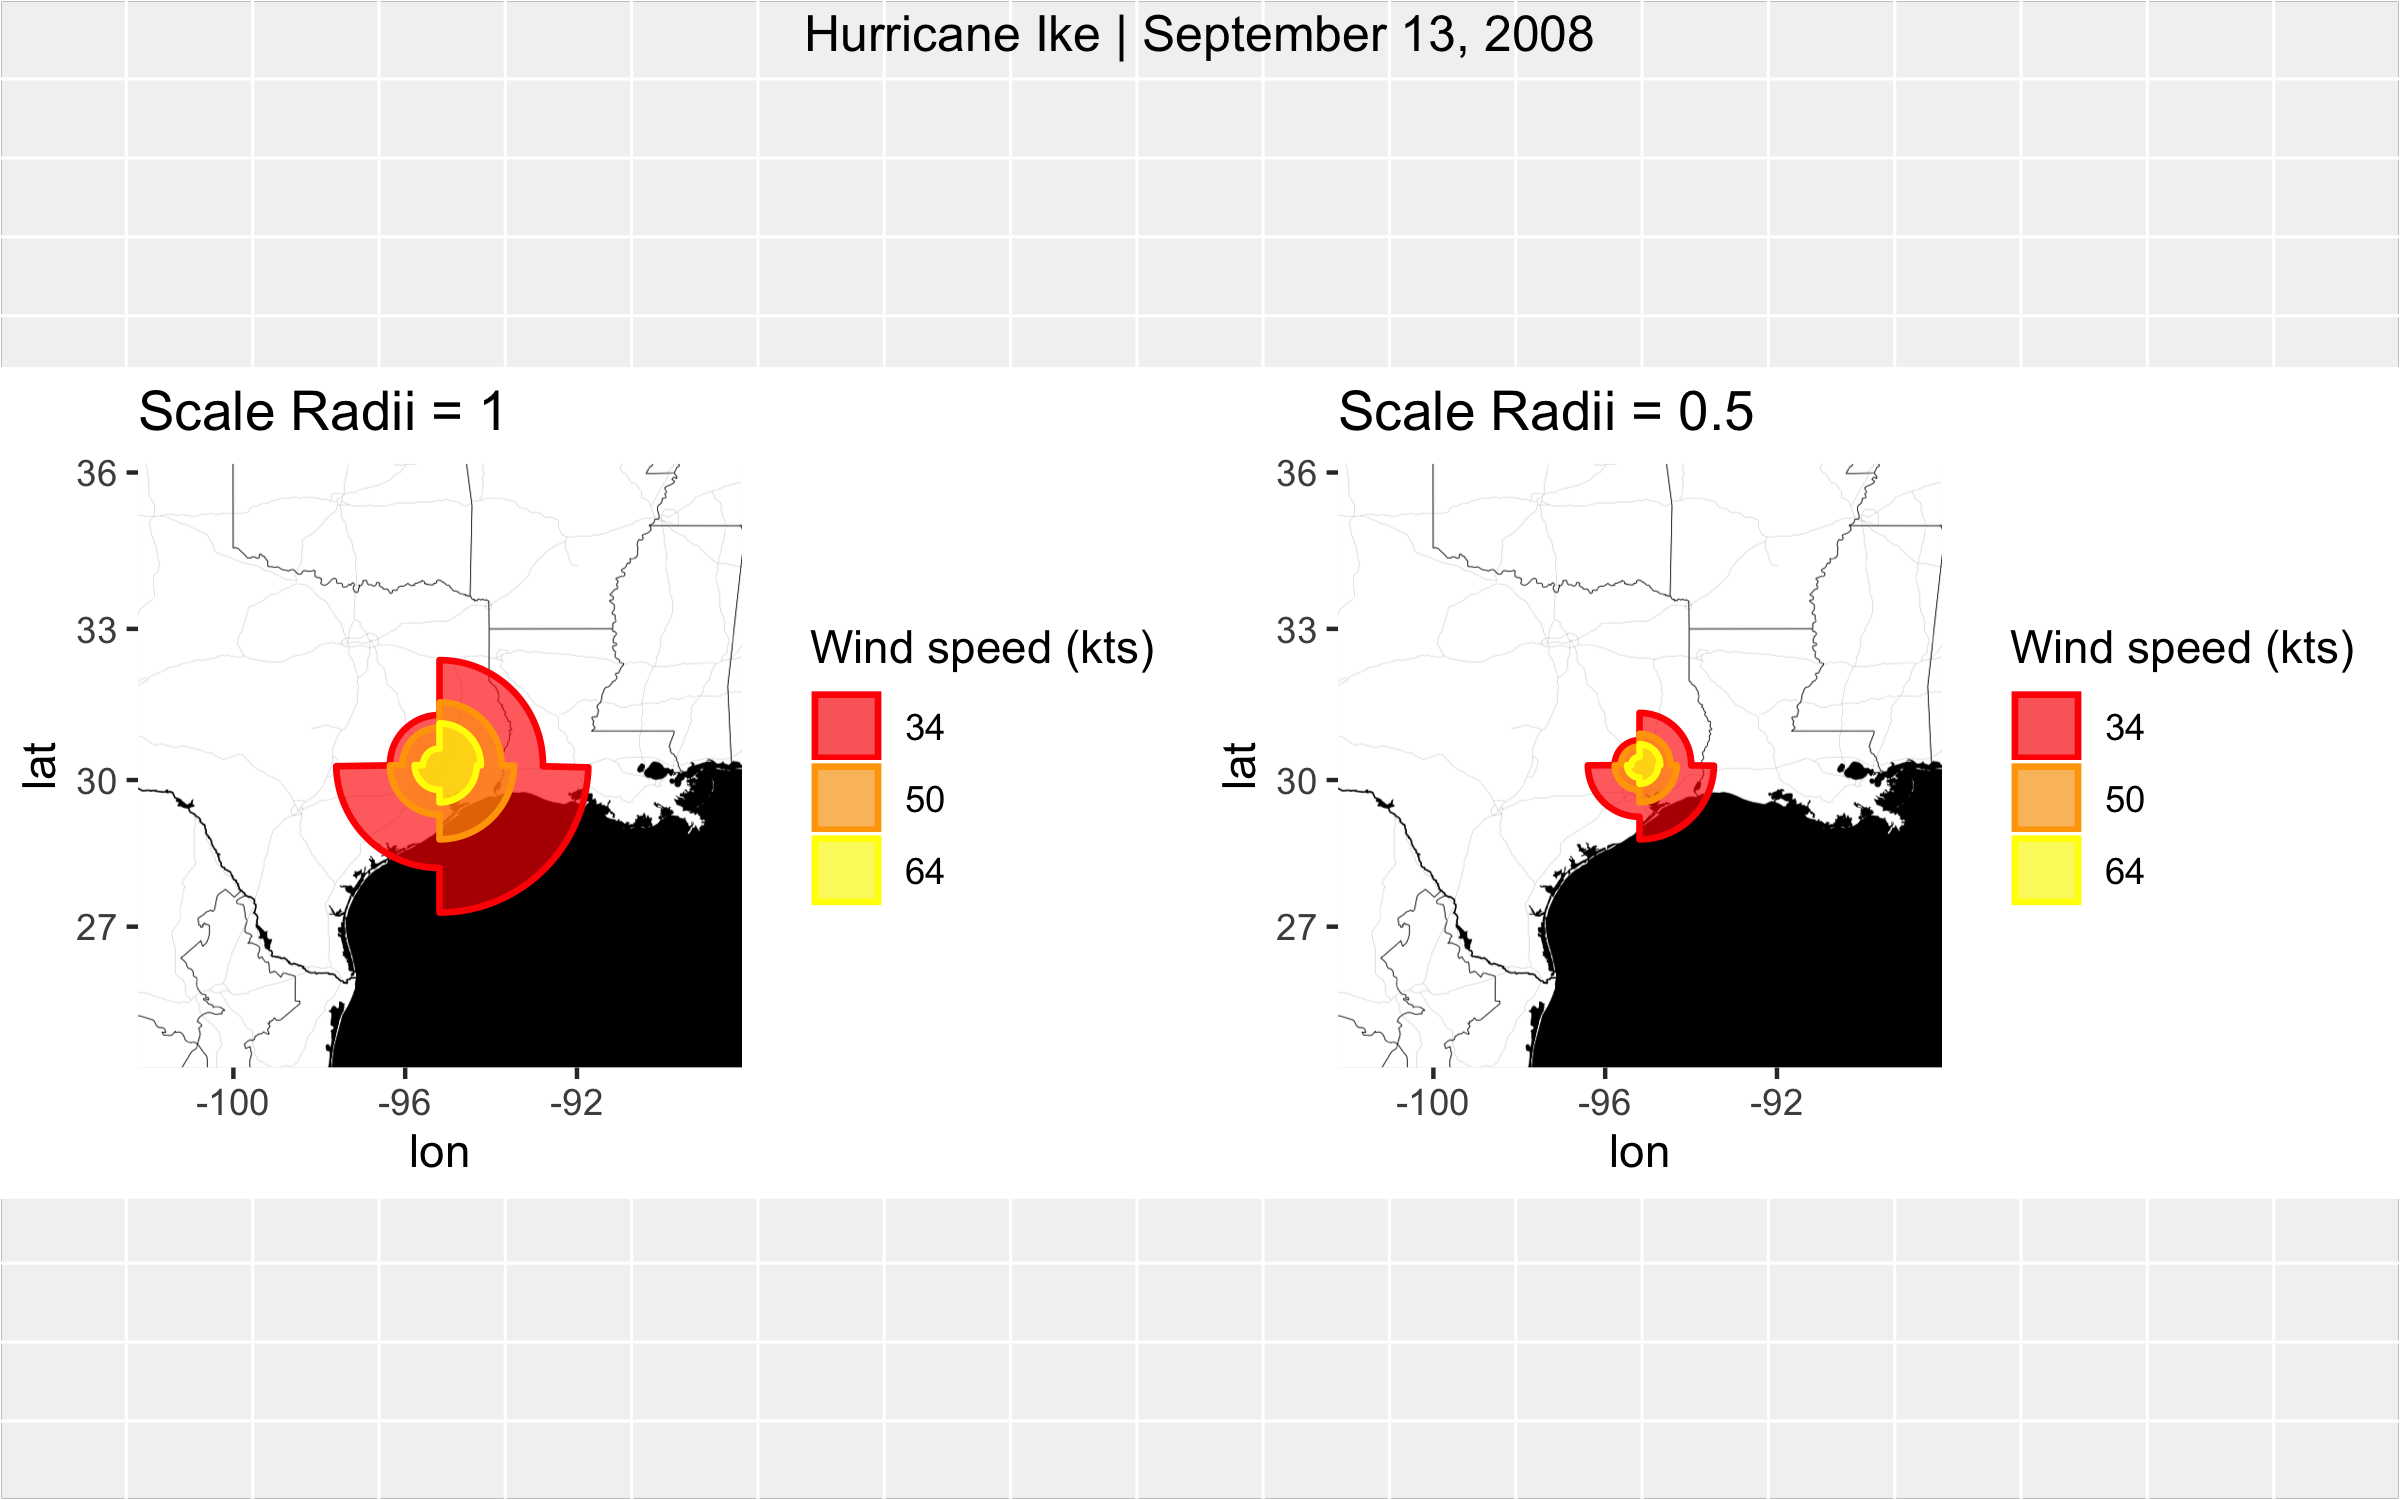 Hurricane Ike | September 13, 2008
Scale Radii = 1
36
33
30
27
lat
-100
-96
-92
lon
Wind speed (kts)
34
50
64
Scale Radii = 0.5
36
33
30
27
lat
-100
-96
-92
lon
Wind speed (kts)
34
50
64